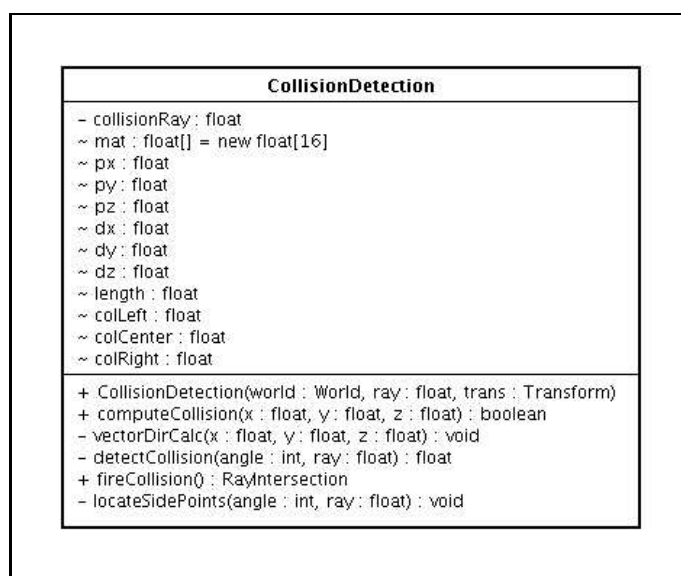 CollisionDetection
- collisionRay : float
~ mat : float[] = new float[16]
~ px : float
~ py : float
~ pz : float
~ dx : float
~ dy : float
~ dz : float
~ length : float
~ colLeft : float
~ colCenter : float
~ colRight : float
+ CollisionDetection(world : World, ray : float, trans : Transform)
+ computeCollision(x : float, y : float, z : float) : boolean
- vectorDirCalc(x : float, y : float, z : float) : void
- detectCollision(angle : int, ray : float) : float
+ fireCollision() : RayIntersection
- locateSidePoints(angle : int, ray : float) : void